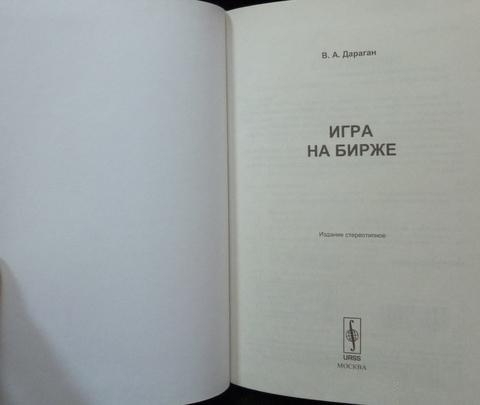 В. А. Дараган
ИГРА
НА БИРЖЕ
Издание стереотипное
URSS
МОСКВА